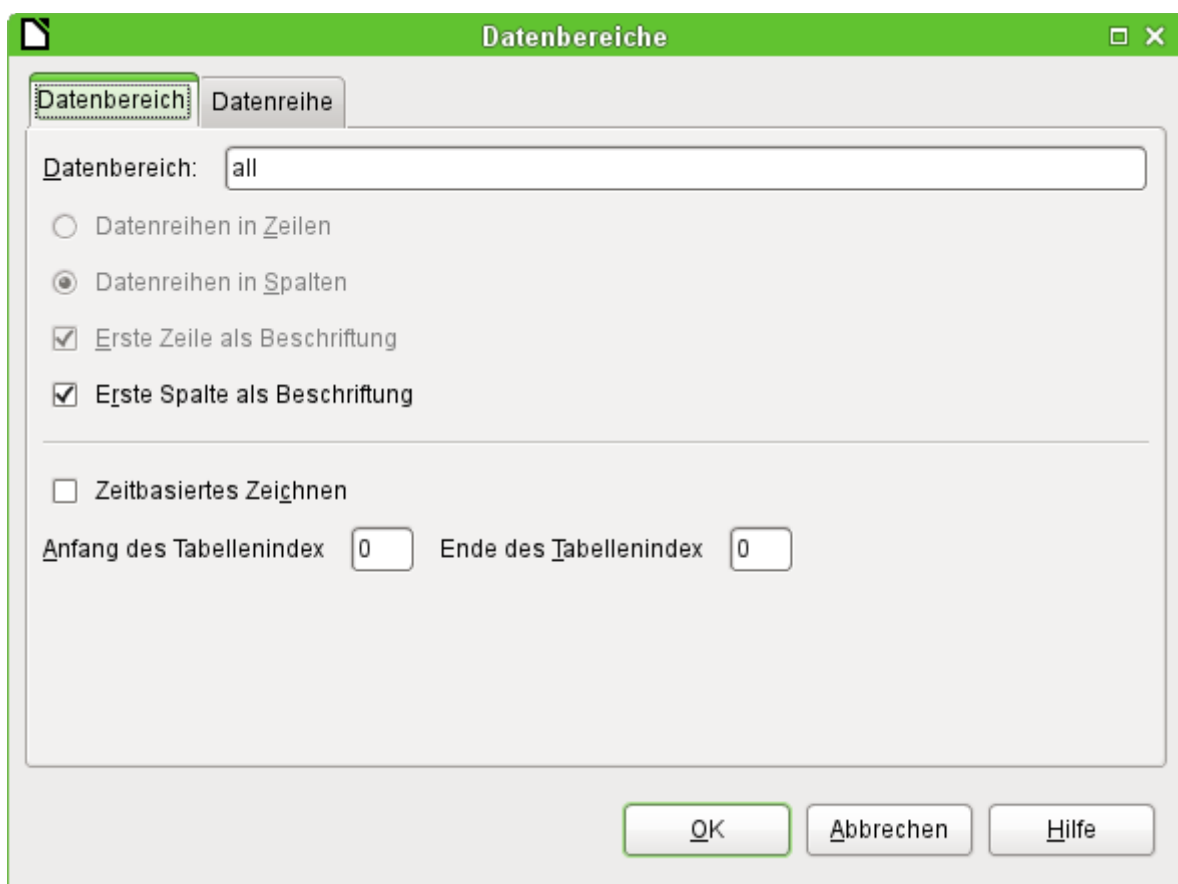 Datenbereiche
Datenbereich Datenreihe
Datenbereich: all
Datenreihen in Zeilen
Datenreihen in Spalten
Erste Zeile als Beschriftung
Erste Spalte als Beschriftung
Zeitbasiertes Zeichnen
Anfang des Tabellenindex 0 Ende des Tabellenindex 0
OK Abbrechen Hilfe